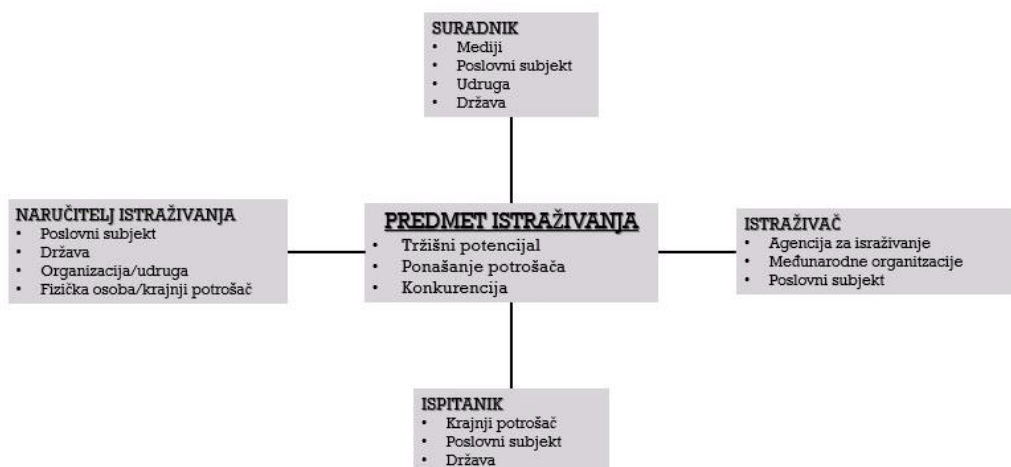 SURADNIK
• Mediji
• Poslovni subjekt
• Udruga
• Država
NARUČITELJ ISTRAŽIVANJA
• Poslovni subjekt
• Država
• Organizacija/udruga
• Fizička osoba/krajnji potrošač
PREDMET ISTRAŽIVANJA
• Tržišni potencijal
• Ponašanje potrošača
• Konkurencija
ISTRAŽIVAČ
• Agencija za israživanje
• Međunarodne organitzacije
• Poslovni subjekt
ISPITANIK
• Krajnji potrošač
• Poslovni subjekt
• Država